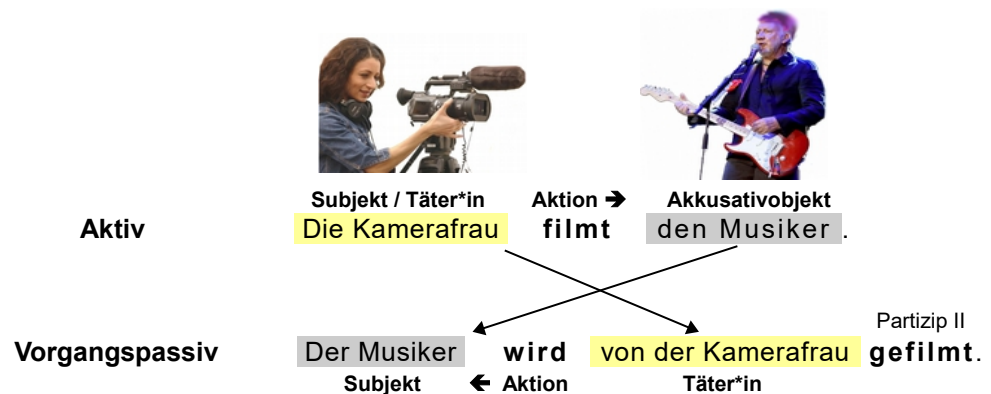 Subjekt / Täter*in Aktion ➔ Akkusativobjekt
Aktiv Die Kamerafrau filmt den Musiker .
Partizip II
Vorgangspassiv Der Musiker wird von der Kamerafrau gefilmt.
Subjekt 🡸 Aktion Täter*in